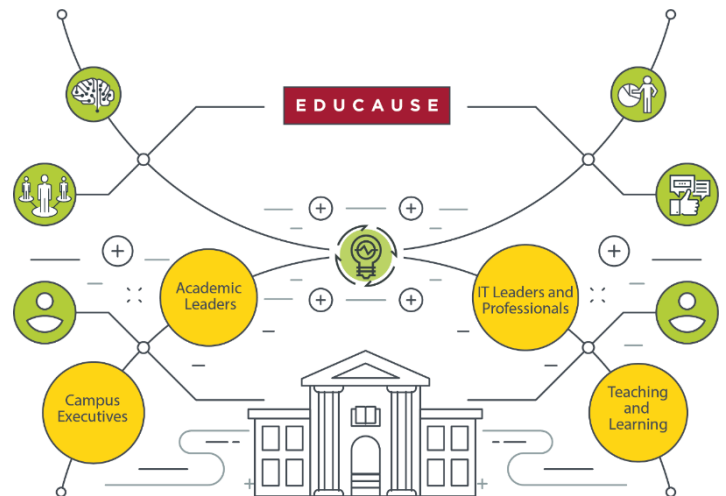 EDUCAUSE
Academic
Leaders
IT Leaders and
Professionals
Campus
Executives
Teaching
and
Learning